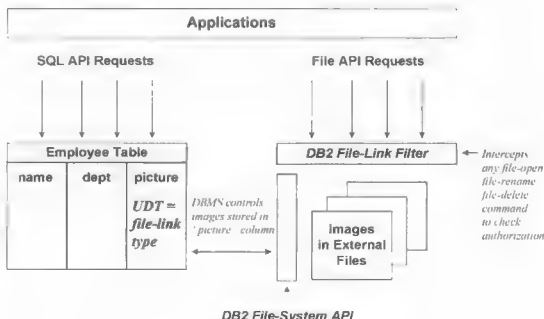 Applications
SQL API Requests
File API Requests
Employee Table
name dept picture
UDT =
file-link
type
DBMS controls
images stored in
'picture' column
DB2 File-Link Filter
Intercepts
any file-open
file-rename
file-delete
command
to check
authorization
Images
in External
Files
DB2 File-System API